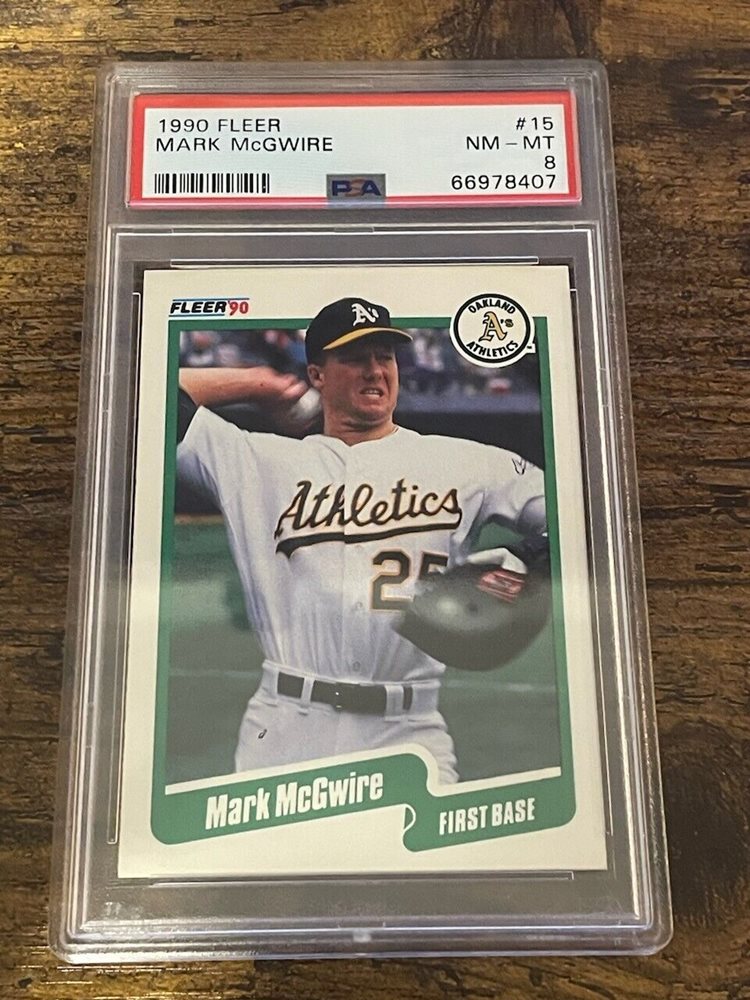 1990 FLEER #15
MARK McGWIRE NM - MT
8
PSA 66978407
FLEER '90
OAKLAND
A's
ATHLETICS
A's
Athletics
25
Mark McGwire
FIRST BASE